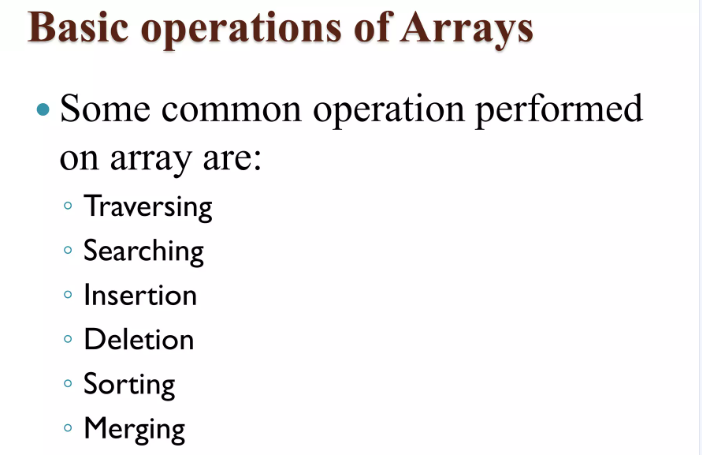 Basic operations of Arrays
• Some common operation performed
on array are:
◦ Traversing
◦ Searching
◦ Insertion
◦ Deletion
◦ Sorting
◦ Merging